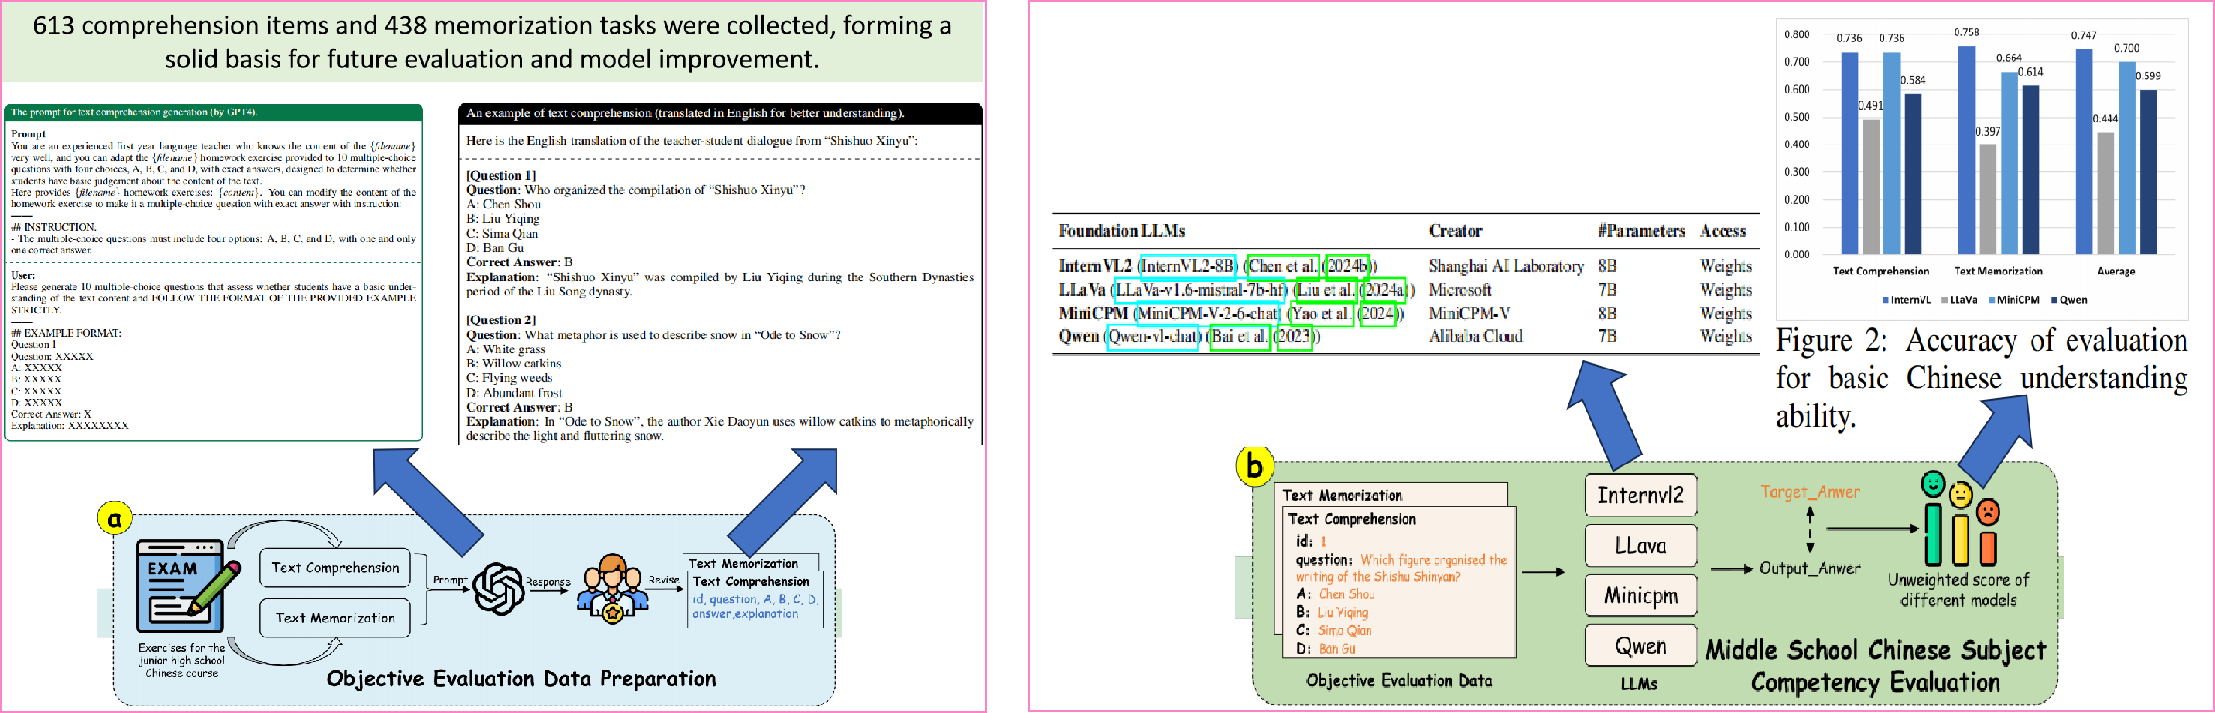 613 comprehension items and 438 memorization tasks were collected, forming a
solid basis for future evaluation and model improvement.
The prompt for text comprehension generation (by GPT4).
Prompt
You are an experienced first year language teacher who knows the content of the {filename}
very well, and you can adapt the {filename} homework exercise provided to 10 multiple-choice
questions with four choices, A, B, C, and D, with exact answers, designed to determine whether
students have basic judgement about the content of the text.
Here provides {filename} homework exercises: {content}. You can modify the content of the
homework exercise to make it a multiple-choice question with exact answer with instruction:
## INSTRUCTION:
- The multiple-choice questions must include four options: A, B, C, and D, with one and only
one correct answer.
User:
Please generate 10 multiple-choice questions that assess whether students have a basic under-
standing of the text content and FOLLOW THE FORMAT OF THE PROVIDED EXAMPLE
STRICTLY.
## EXAMPLE FORMAT:
Question 1
Question: XXXXX
A: XXXXX
B: XXXXX
C: XXXXX
D: XXXXX
Correct Answer: X
Explanation: XXXXXXXX
An example of text comprehension (translated in English for better understanding).
Here is the English translation of the teacher-student dialogue from “Shishuo Xinyu”:
[Question 1]
Question: Who organized the compilation of “Shishuo Xinyu”?
A: Chen Shou
B: Liu Yiqing
C: Sima Qian
D: Ban Gu
Correct Answer: B
Explanation: “Shishuo Xinyu” was compiled by Liu Yiqing during the Southern Dynasties
period of the Liu Song dynasty.
[Question 2]
Question: What metaphor is used to describe snow in “Ode to Snow”?
A: White grass
B: Willow catkins
C: Flying weeds
D: Abundant frost
Correct Answer: B
Explanation: In “Ode to Snow”, the author Xie Daoyun uses willow catkins to metaphorically
describe the light and fluttering snow.
a
EXAM
Exercises for the
junior high school
Chinese course
Text Comprehension
Text Memorization
Prompt
Response
Revise
Text Memorization
Text Comprehension
id, question, A, B, C, D,
answer,explanation
Objective Evaluation Data Preparation
Foundation LLMs Creator #Parameters Access
InternVL2 (InternVL2-8B) (Chen et al. (2024b)) Shanghai AI Laboratory 8B Weights
LLaVa (LLaVa-v1.6-mistral-7b-hf) (Liu et al. (2024a)) Microsoft 7B Weights
MiniCPM (MiniCPM-V-2-6-chat) (Yao et al. (2024)) MiniCPM-V 8B Weights
Qwen (Qwen-vl-chat) (Bai et al. (2023)) Alibaba Cloud 7B Weights
0.800
0.700
0.600
0.500
0.400
0.300
0.200
0.100
0.000
0.736
0.491
0.736
0.584
0.758
0.397
0.664
0.614
0.747
0.444
0.700
0.599
Text Comprehension Text Memorization Average
InternVL LLaVa MiniCPM Qwen
Figure 2: Accuracy of evaluation
for basic Chinese understanding
ability.
b
Text Memorization
Text Comprehension
id: 1
question: Which figure organised the
writing of the Shishu Shinyan?
A: Chen Shou
B: Liu Yiqing
C: Sima Qian
D: Ban Gu
Objective Evaluation Data
Internvl2
LLava
Minicpm
Qwen
LLMs
Target_Anwer
Output_Anwer
Unweighted score of
different models
Middle School Chinese Subject
Competency Evaluation